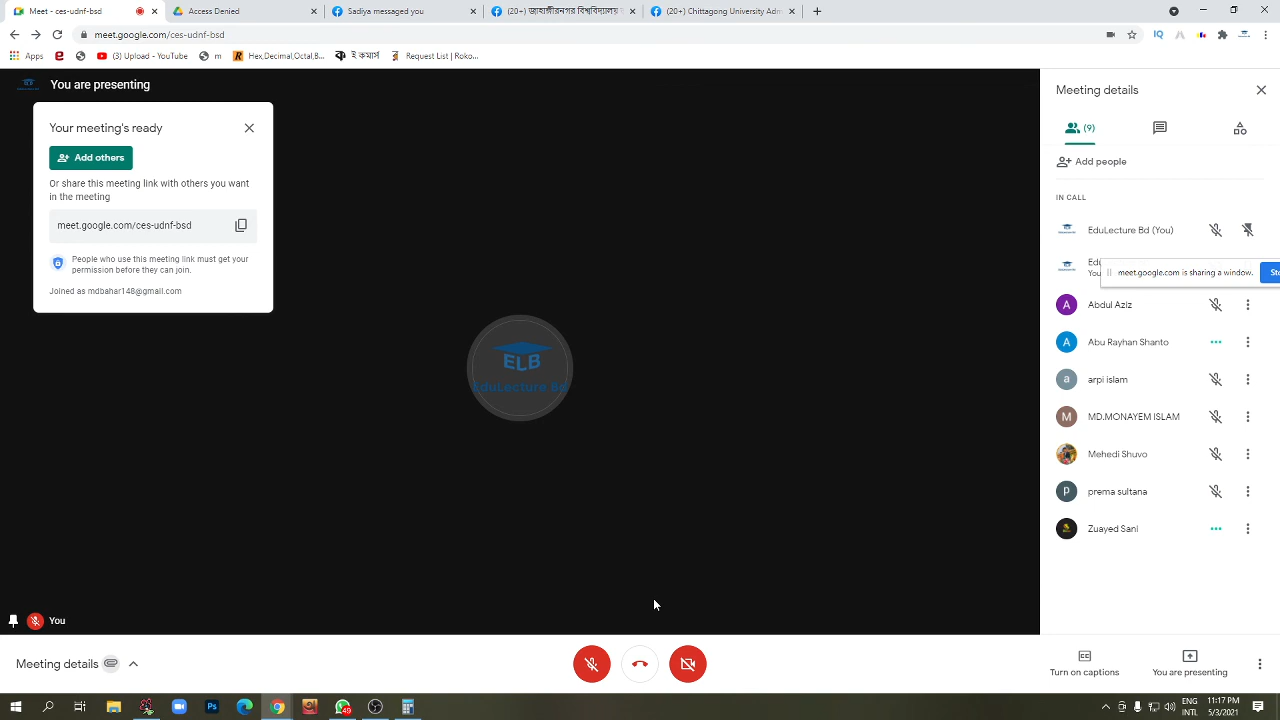 Meet - ces-udnf-bsd
Access Denied
Sadiya messaged you
(20+) জাহাঙ্গীরনগর বিশ্ববিদ্যালয়
(20+) Chittagong University Adm
meet.google.com/ces-udnf-bsd
Apps
(3) Upload - YouTube
m
Hex,Decimal,Octal,B...
ই কমার্স
Request List | Roko...
You are presenting
Your meeting's ready
Add others
Or share this meeting link with others you want
in the meeting
meet.google.com/ces-udnf-bsd
People who use this meeting link must get your
permission before they can join.
Joined as mdbahar148@gmail.com
ELB
EduLecture Bd
You
Meeting details
(9)
Add people
IN CALL
EduLecture Bd (You)
Edu
You
meet.google.com is sharing a window.
Sto
A
Abdul Aziz
A
Abu Rayhan Shanto
a
arpi islam
M
MD.MONAYEM ISLAM
Mehedi Shuvo
p
prema sultana
Zuayed Sani
Meeting details
Turn on captions
You are presenting
Ps
49
ENG
INTL
11:17 PM
5/3/2021